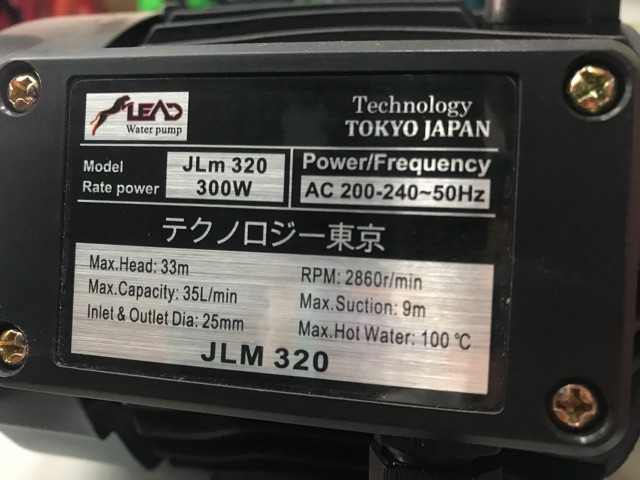 LEAD
Water pump
Technology
TOKYO JAPAN
Model JLm 320
Rate power 300W
Power/Frequency
AC 200-240~50Hz
テクノロジー東京
Max.Head: 33m
Max.Capacity: 35L/min
Inlet & Outlet Dia: 25mm
RPM: 2860r/min
Max.Suction: 9m
Max.Hot Water: 100℃
JLM 320